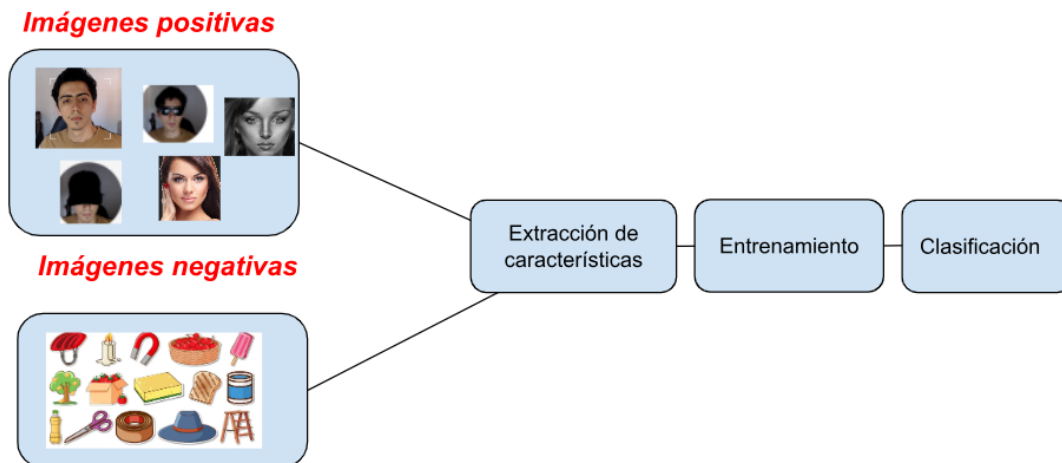 Imágenes positivas
Imágenes negativas
Extracción de
características
Entrenamiento
Clasificación